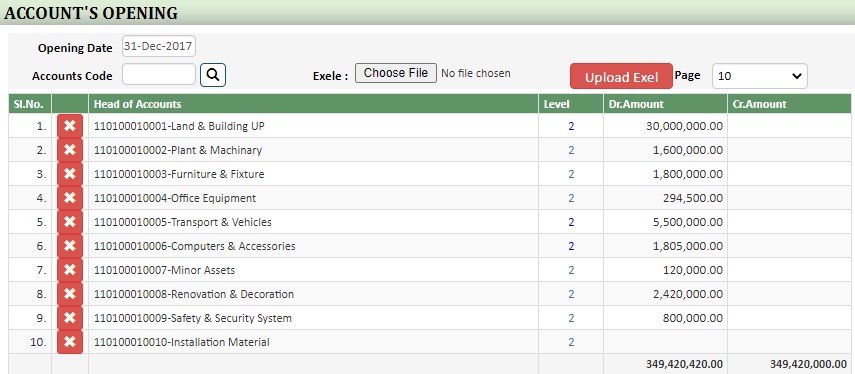 ACCOUNT'S OPENING
Opening Date 31-Dec-2017
Accounts Code Exele : Choose File No file chosen Upload Exel Page 10
Sl.No. Head of Accounts Level Dr.Amount Cr.Amount
1. 110100010001-Land & Building UP 2 30,000,000.00
2. 110100010002-Plant & Machinary 2 1,600,000.00
3. 110100010003-Furniture & Fixture 2 1,800,000.00
4. 110100010004-Office Equipment 2 294,500.00
5. 110100010005-Transport & Vehicles 2 5,500,000.00
6. 110100010006-Computers & Accessories 2 1,805,000.00
7. 110100010007-Minor Assets 2 120,000.00
8. 110100010008-Renovation & Decoration 2 2,420,000.00
9. 110100010009-Safety & Security System 2 800,000.00
10. 110100010010-Installation Material 2
349,420,420.00 349,420,000.00